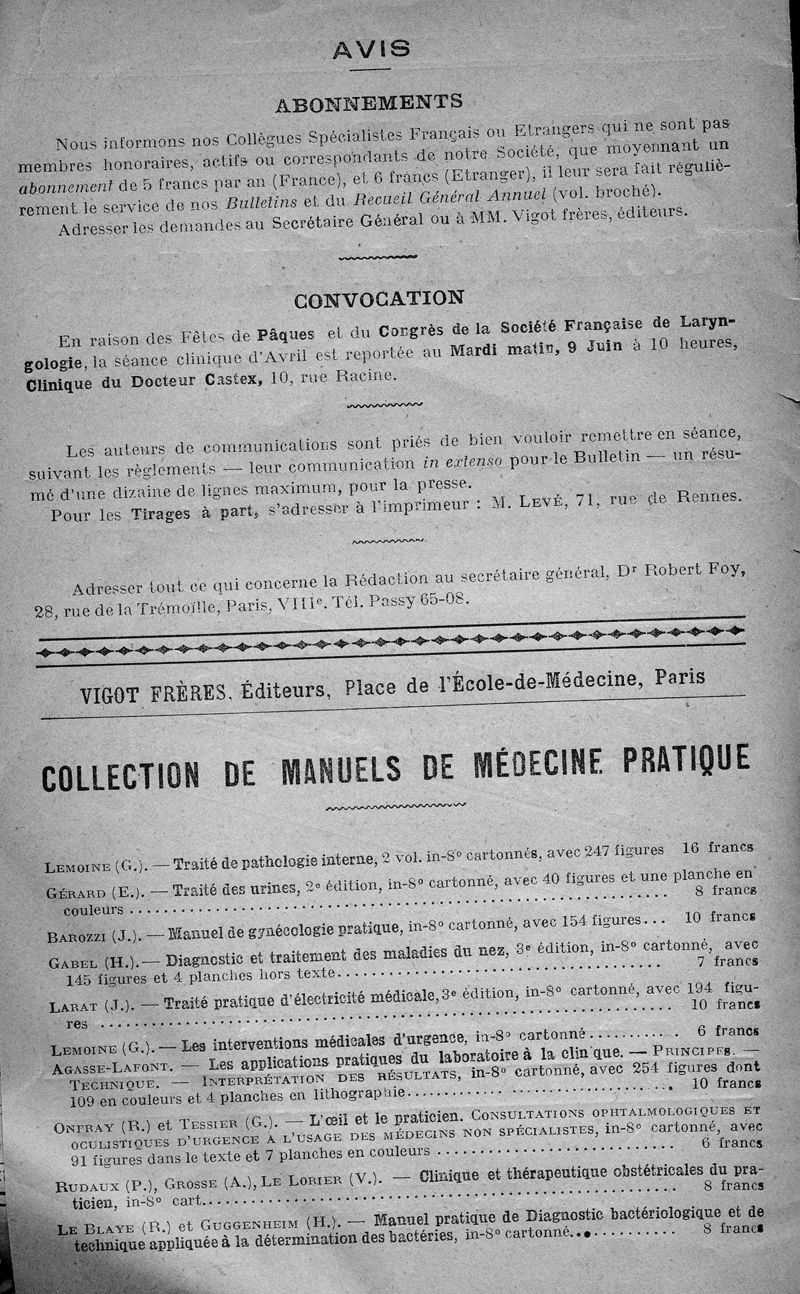 AVIS
ABONNEMENTS
Nous informons nos Collègues Spécialistes Français ou Etrangers qui ne sont pas
membres honoraires, actifs ou correspondants de notre Société, que moyennant un
abonnement de 5 francs par an (France), et 6 francs (Etranger), il leur sera fait réguliè-
rement le service de nos Bulletins et du Recueil Général Annuel (vol. broché).
Adresser les demandes au Secrétaire Général ou à MM. Vigot frères, éditeurs.
CONVOCATION
En raison des Fêtes de Pâques et du Congrès de la Société Française de Laryn-
gologie, la séance clinique d'Avril est reportée au Mardi matin, 9 Juin à 10 heures,
Clinique du Docteur Castex, 10, rue Racine.
Les auteurs de communications sont priés de bien vouloir remettre en séance,
suivant les règlements — leur communication in extenso pour le Bulletin — un résu-
mé d'une dizaine de lignes maximum, pour la presse.
Pour les Tirages à part, s'adresser à l'imprimeur : M. LEVÉ, 71, rue de Rennes.
Adresser tout ce qui concerne la Rédaction au secrétaire général, Dr Robert Foy,
28, rue de la Trémoïlle, Paris, VIIIe. Tél. Passy 65-08.
VIGOT FRÈRES, Éditeurs, Place de l'École-de-Médecine, Paris
COLLECTION DE MANUELS DE MÉDECINE PRATIQUE
LEMOINE (G.). — Traité de pathologie interne, 2 vol. in-8° cartonnés, avec 247 figures 16 francs
GÉRARD (E.). — Traité des urines, 2e édition, in-8° cartonné, avec 40 figures et une planche en
couleurs .......... 8 francs
BAROZZI (J.). — Manuel de gynécologie pratique, in-8° cartonné, avec 154 figures... 10 francs
GABEL (H.). — Diagnostic et traitement des maladies du nez, 3e édition, in-8° cartonné, avec
145 figures et 4 planches hors texte.......... 7 francs
LARAT (J.). — Traité pratique d'électricité médicale, 3e édition, in-8° cartonné, avec 194 figu-
res .......... 10 francs
LEMOINE (G.). — Les interventions médicales d'urgence, in-8° cartonné.......... 6 francs
AGASSE-LAFONT. — Les applications pratiques du laboratoire à la clinique. — PRINCIPES. —
TECHNIQUE. — INTERPRÉTATION DES RÉSULTATS, in-8° cartonné, avec 254 figures dont
109 en couleurs et 4 planches en lithographie.......... 10 francs
ONFRAY (R.) et TESSIER (G.). — L'œil et le praticien. CONSULTATIONS OPHTALMOLOGIQUES ET
OCULISTIQUES D'URGENCE A L'USAGE DES MÉDECINS NON SPÉCIALISTES, in-8° cartonné, avec
91 figures dans le texte et 7 planches en couleurs .......... 6 francs
RUDAUX (P.), GROSSE (A.), LE LORIER (V.). — Clinique et thérapeutique obstétricales du pra-
ticien, in-8° cart.......... 8 francs
LE BLAYE (R.) et GUGGENHEIM (H.). — Manuel pratique de Diagnostic bactériologique et de
technique appliquée à la détermination des bactéries, in-8° cartonné.......... 8 francs